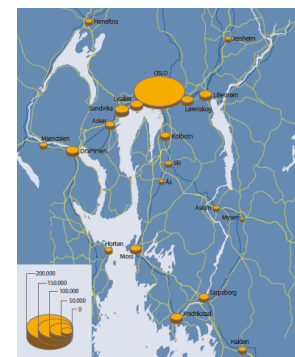 Hønefoss
Jessheim
OSLO
Lysaker
Lillestrøm
Sandvika
Lørenskog
Asker
Kolbotn
Mjøndalen
Drammen
Ski
Ås
Askim
Mysen
Horten
Moss
Sarpsborg
Fredrikstad
Halden
200.000
150.000
100.000
50.000
0